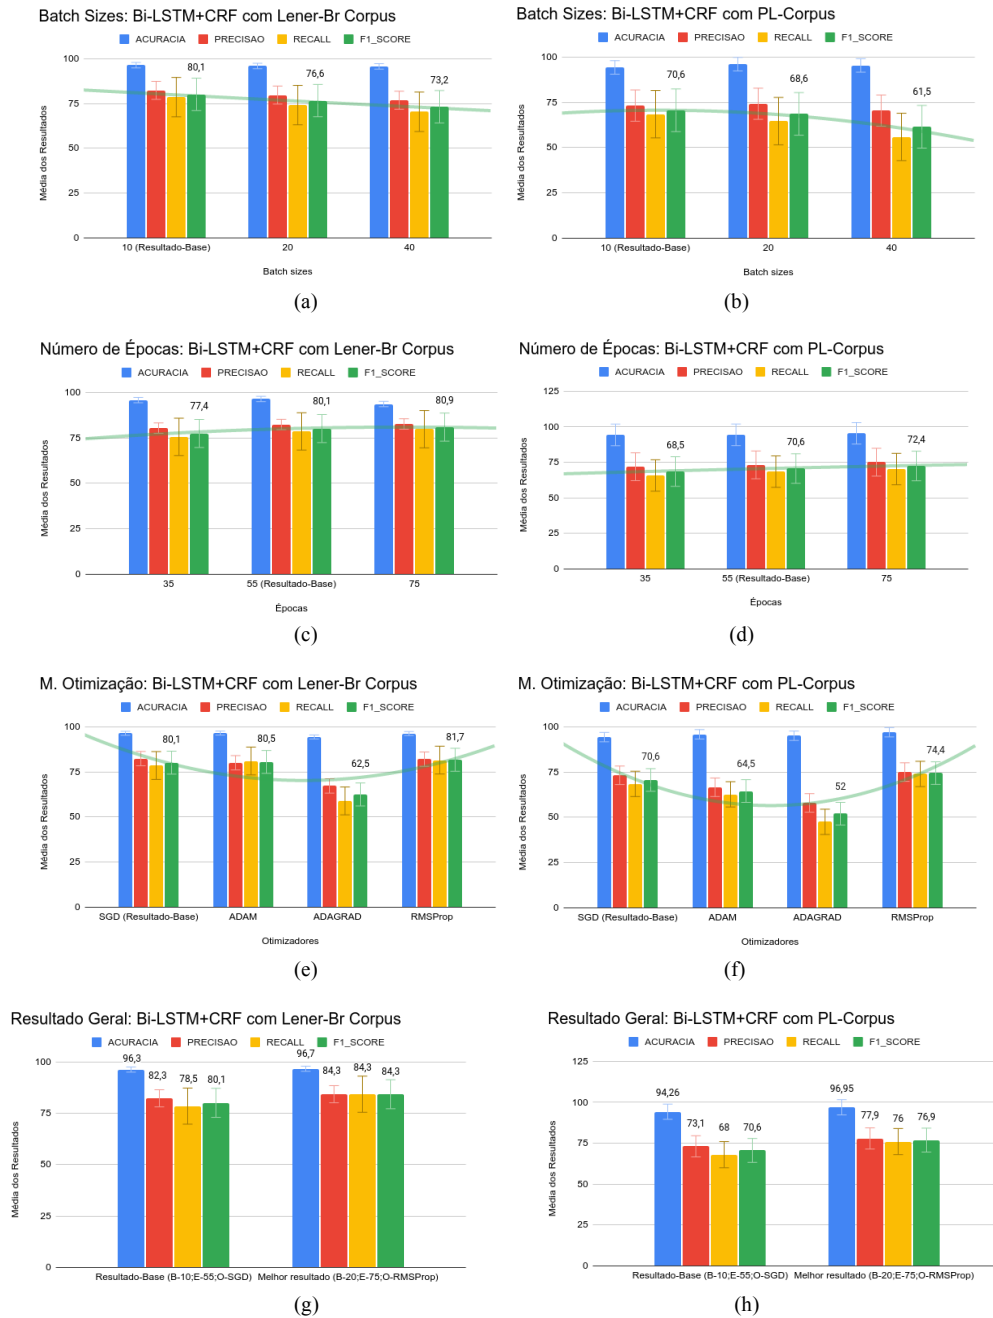 Batch Sizes: Bi-LSTM+CRF com Lener-Br Corpus
ACURACIA PRECISAO RECALL F1_SCORE
Média dos Resultados
100
75
50
25
0
80,1
76,6
73,2
10 (Resultado-Base) 20 40
Batch sizes
(a)
Batch Sizes: Bi-LSTM+CRF com PL-Corpus
ACURACIA PRECISAO RECALL F1_SCORE
Média dos Resultados
100
75
50
25
0
70,6
68,6
61,5
10 (Resultado-Base) 20 40
Batch sizes
(b)
Número de Épocas: Bi-LSTM+CRF com Lener-Br Corpus
ACURACIA PRECISAO RECALL F1_SCORE
Média dos Resultados
100
75
50
25
0
77,4
80,1
80,9
35 55 (Resultado-Base) 75
Épocas
(c)
Número de Épocas: Bi-LSTM+CRF com PL-Corpus
ACURACIA PRECISAO RECALL F1_SCORE
Média dos Resultados
125
100
75
50
25
0
68,5
70,6
72,4
35 55 (Resultado-Base) 75
Épocas
(d)
M. Otimização: Bi-LSTM+CRF com Lener-Br Corpus
ACURACIA PRECISAO RECALL F1_SCORE
Média dos Resultados
100
75
50
25
0
80,1
80,5
62,5
81,7
SGD (Resultado-Base) ADAM ADAGRAD RMSProp
Otimizadores
(e)
M. Otimização: Bi-LSTM+CRF com PL-Corpus
ACURACIA PRECISAO RECALL F1_SCORE
Média dos Resultados
100
75
50
25
0
70,6
64,5
52
74,4
SGD (Resultado-Base) ADAM ADAGRAD RMSProp
Otimizadores
(f)
Resultado Geral: Bi-LSTM+CRF com Lener-Br Corpus
ACURACIA PRECISAO RECALL F1_SCORE
Média dos Resultados
100
75
50
25
0
96,3 82,3 78,5 80,1
96,7 84,3 84,3 84,3
Resultado-Base (B-10;E-55;O-SGD) Melhor resultado (B-20;E-75;O-RMSProp)
(g)
Resultado Geral: Bi-LSTM+CRF com PL-Corpus
ACURACIA PRECISAO RECALL F1_SCORE
Média dos Resultados
125
100
75
50
25
0
94,26 73,1 68 70,6
96,95 77,9 76 76,9
Resultado-Base (B-10;E-55;O-SGD) Melhor resultado (B-20;E-75;O-RMSProp)
(h)